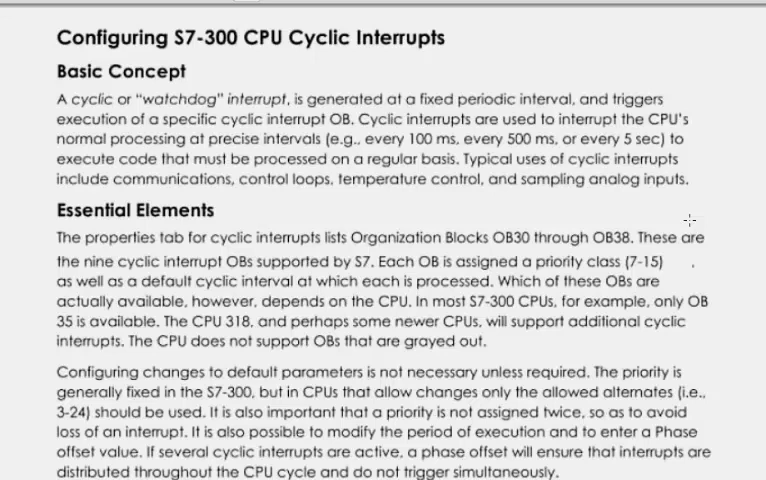 Configuring S7-300 CPU Cyclic Interrupts
Basic Concept
A cyclic or “watchdog” interrupt, is generated at a fixed periodic interval, and triggers
execution of a specific cyclic interrupt OB. Cyclic interrupts are used to interrupt the CPU’s
normal processing at precise intervals (e.g., every 100 ms, every 500 ms, or every 5 sec) to
execute code that must be processed on a regular basis. Typical uses of cyclic interrupts
include communications, control loops, temperature control, and sampling analog inputs.
Essential Elements
The properties tab for cyclic interrupts lists Organization Blocks OB30 through OB38. These are
the nine cyclic interrupt OBs supported by S7. Each OB is assigned a priority class (7-15) .
as well as a default cyclic interval at which each is processed. Which of these OBs are
actually available, however, depends on the CPU. In most S7-300 CPUs, for example, only OB
35 is available. The CPU 318, and perhaps some newer CPUs, will support additional cyclic
interrupts. The CPU does not support OBs that are grayed out.
Configuring changes to default parameters is not necessary unless required. The priority is
generally fixed in the S7-300, but in CPUs that allow changes only the allowed alternates (i.e.,
3-24) should be used. It is also important that a priority is not assigned twice, so as to avoid
loss of an interrupt. It is also possible to modify the period of execution and to enter a Phase
offset value. If several cyclic interrupts are active, a phase offset will ensure that interrupts are
distributed throughout the CPU cycle and do not trigger simultaneously.